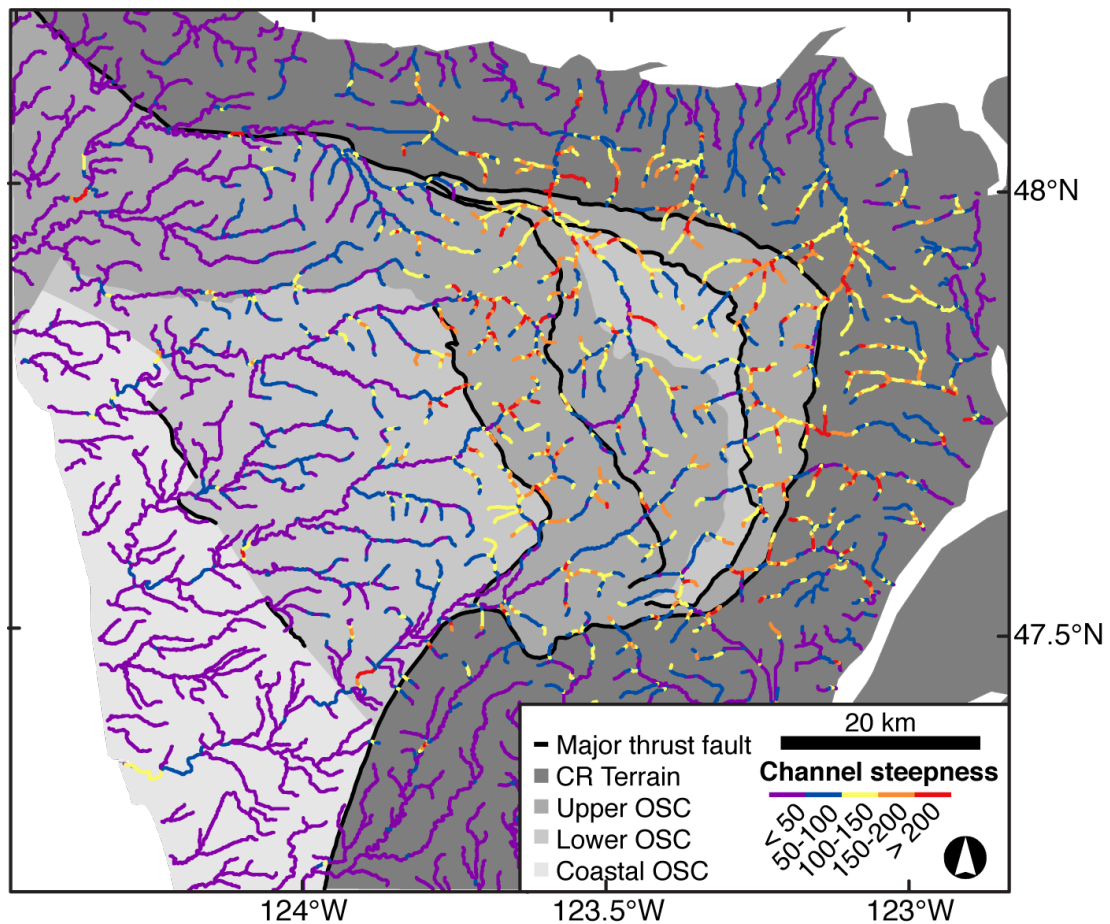 48°N
47.5°N
20 km
Major thrust fault
Channel steepness
CR Terrain
Upper OSC
Lower OSC
Coastal OSC
< 50
50-100
100-150
150-200
> 200
124°W
123.5°W
123°W